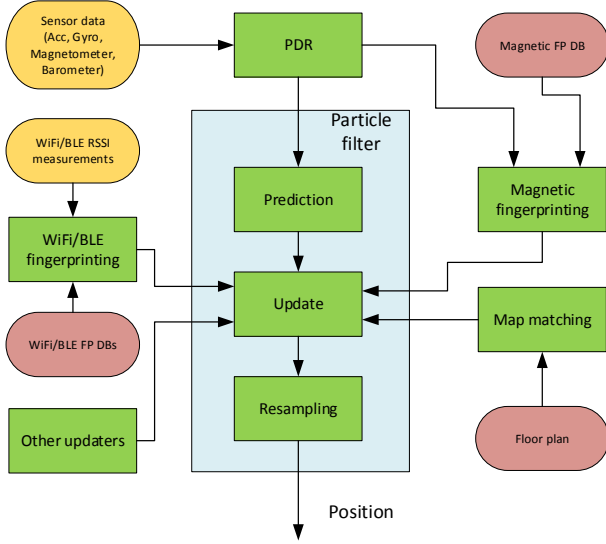 Sensor data
(Acc, Gyro,
Magnetometer,
Barometer)
PDR
Magnetic FP DB
Particle
filter
WiFi/BLE RSSI
measurements
Prediction
Magnetic
fingerprinting
WiFi/BLE
fingerprinting
Update
Map matching
WiFi/BLE FP DBs
Resampling
Other updaters
Floor plan
Position